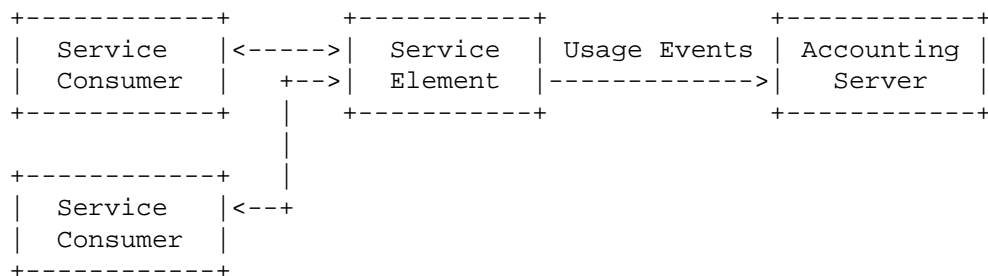 Service Service Usage Events Accounting
Consumer Element Server
Service
Consumer